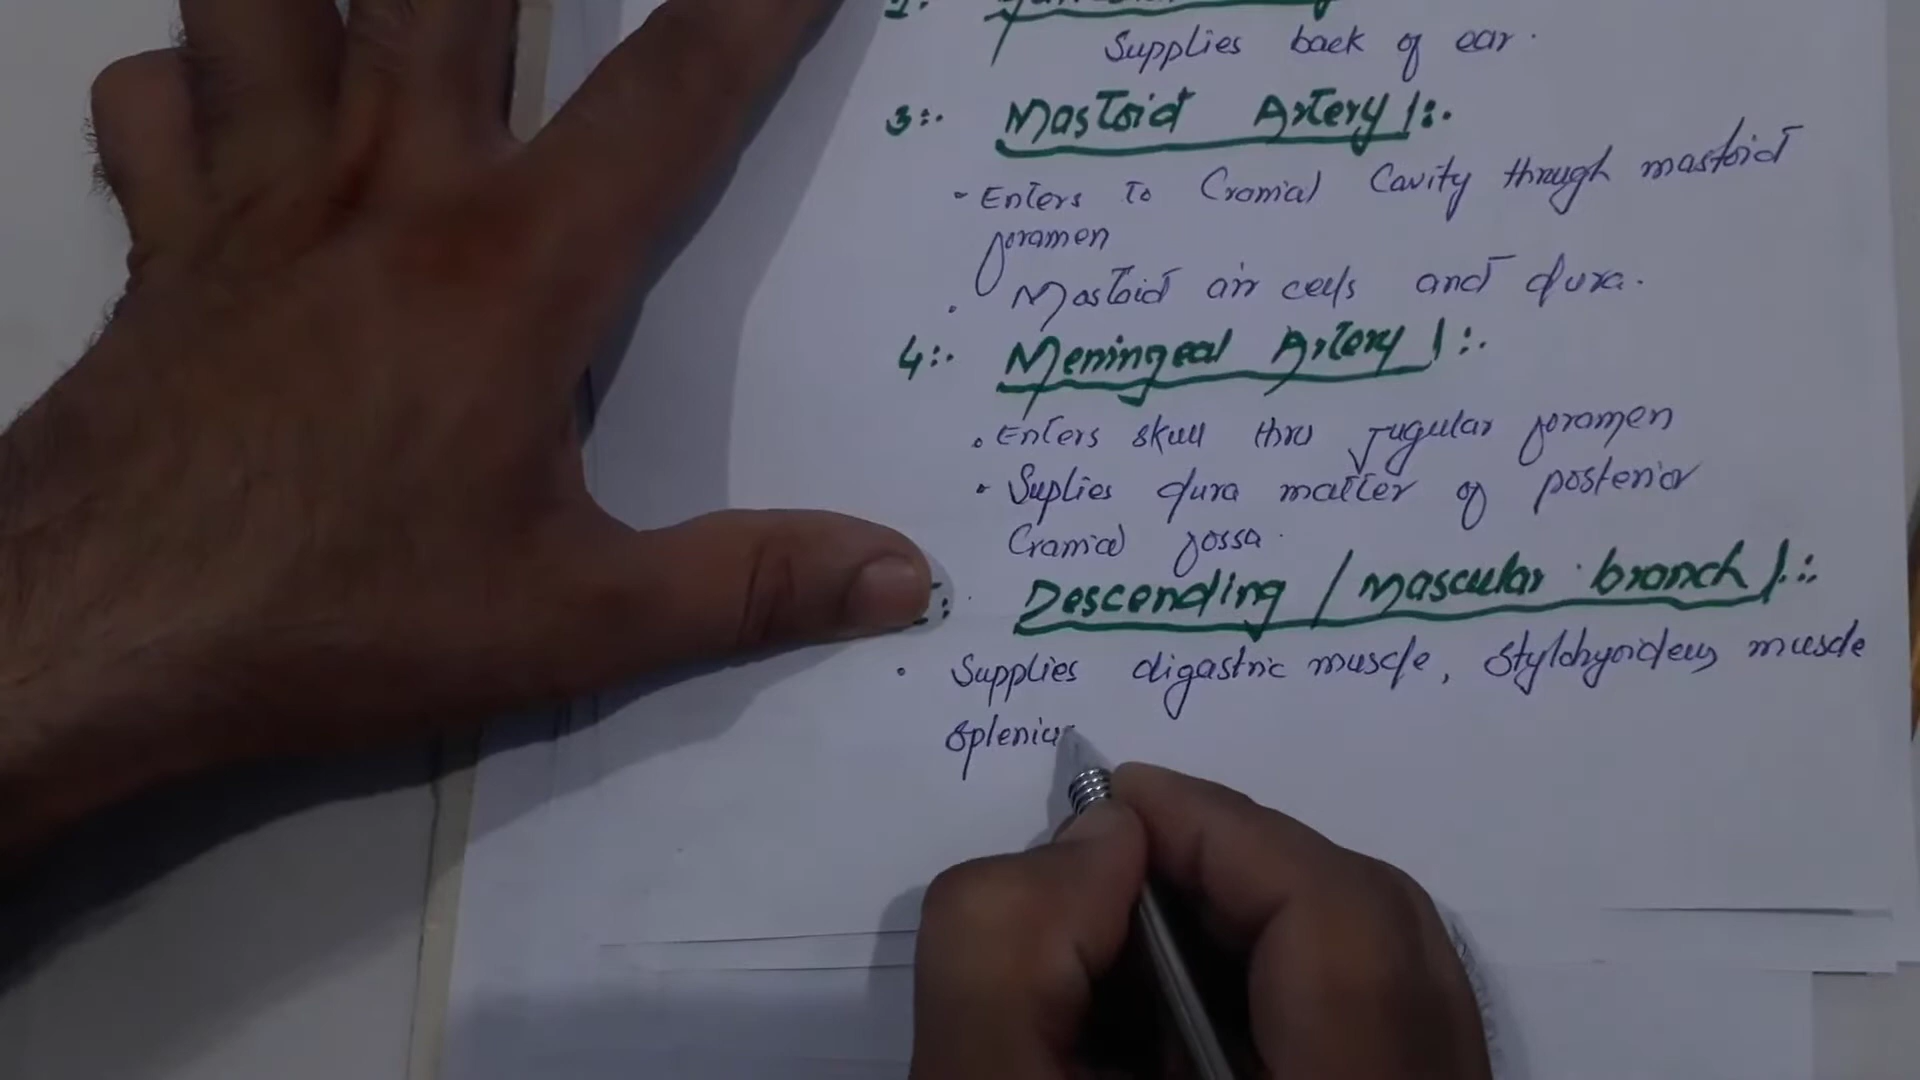 2:
Supplies back of ear.
3:. Mastoid Artery |:.
- Enters to Cranial Cavity through mastoid
foramen
. Mastoid air cells and dura.
4:. Meningeal Artery |:.
. Enters skull thru jugular foramen
. Suplies dura matter of posterior
Cranial fossa.
: Descending / Mascular branch |:.
. Supplies digastric muscle, Stylohyoideus muscle
Splenius